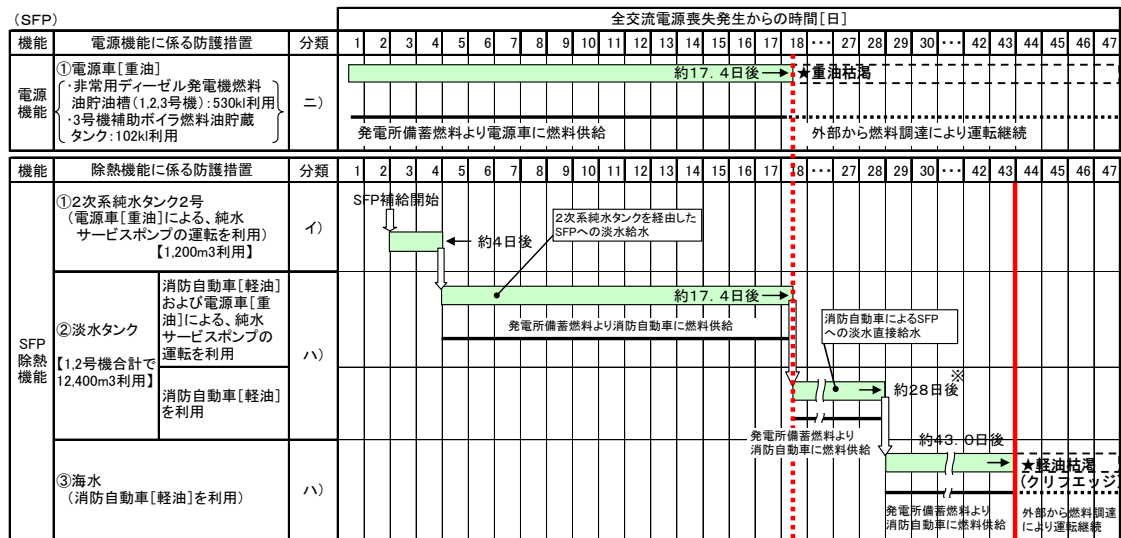 (SFP)
全交流電源喪失発生からの時間[日]
機能 電源機能に係る防護措置 分類 1 2 3 4 5 6 7 8 9 10 11 12 13 14 15 16 17 18 ・・・ 27 28 29 30 ・・・ 42 43 44 45 46 47
電源
機能
①電源車[重油]
・非常用ディーゼル発電機燃料
油貯油槽(1,2,3号機):530kl利用
・3号機補助ボイラ燃料油貯蔵
タンク:102kl利用
ニ)
約17.4日後
★重油枯渇
発電所備蓄燃料より電源車に燃料供給
外部から燃料調達により運転継続
機能 除熱機能に係る防護措置 分類 1 2 3 4 5 6 7 8 9 10 11 12 13 14 15 16 17 18 ・・・ 27 28 29 30 ・・・ 42 43 44 45 46 47
SFP
除熱
機能
①2次系純水タンク2号
(電源車[重油]による、純水
サービスポンプの運転を利用)
【1,200m3利用】
イ)
SFP補給開始
約4日後
2次系純水タンクを経由した
SFPへの淡水給水
②淡水タンク
【1,2号機合計で
12,400m3利用】
消防自動車[軽油]
および電源車[重
油]による、純水
サービスポンプの
運転を利用
ハ)
約17.4日後
発電所備蓄燃料より消防自動車に燃料供給
消防自動車によるSFP
への淡水直接給水
消防自動車[軽油]
を利用
約28日後※
発電所備蓄燃料より
消防自動車に燃料供給
③海水
(消防自動車[軽油]を利用)
ハ)
約43.0日後
★軽油枯渇
(クリフエッジ)
発電所備蓄燃料より
消防自動車に燃料供給
外部から燃料調達
により運転継続